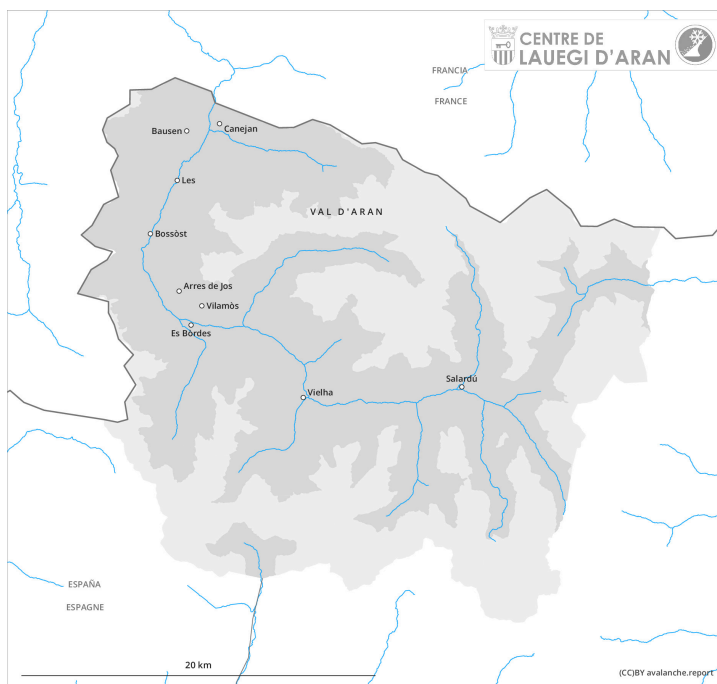 CENTRE DE
LAUEGI D'ARAN
FRANCIA
FRANCE
Bausen
Canejan
Les
VAL D'ARAN
Bossòst
Arres de Jos
Vilamòs
Es Bòrdes
Salardú
Vielha
ESPAÑA
ESPAGNE
20 km
(CC)BY avalanche.report